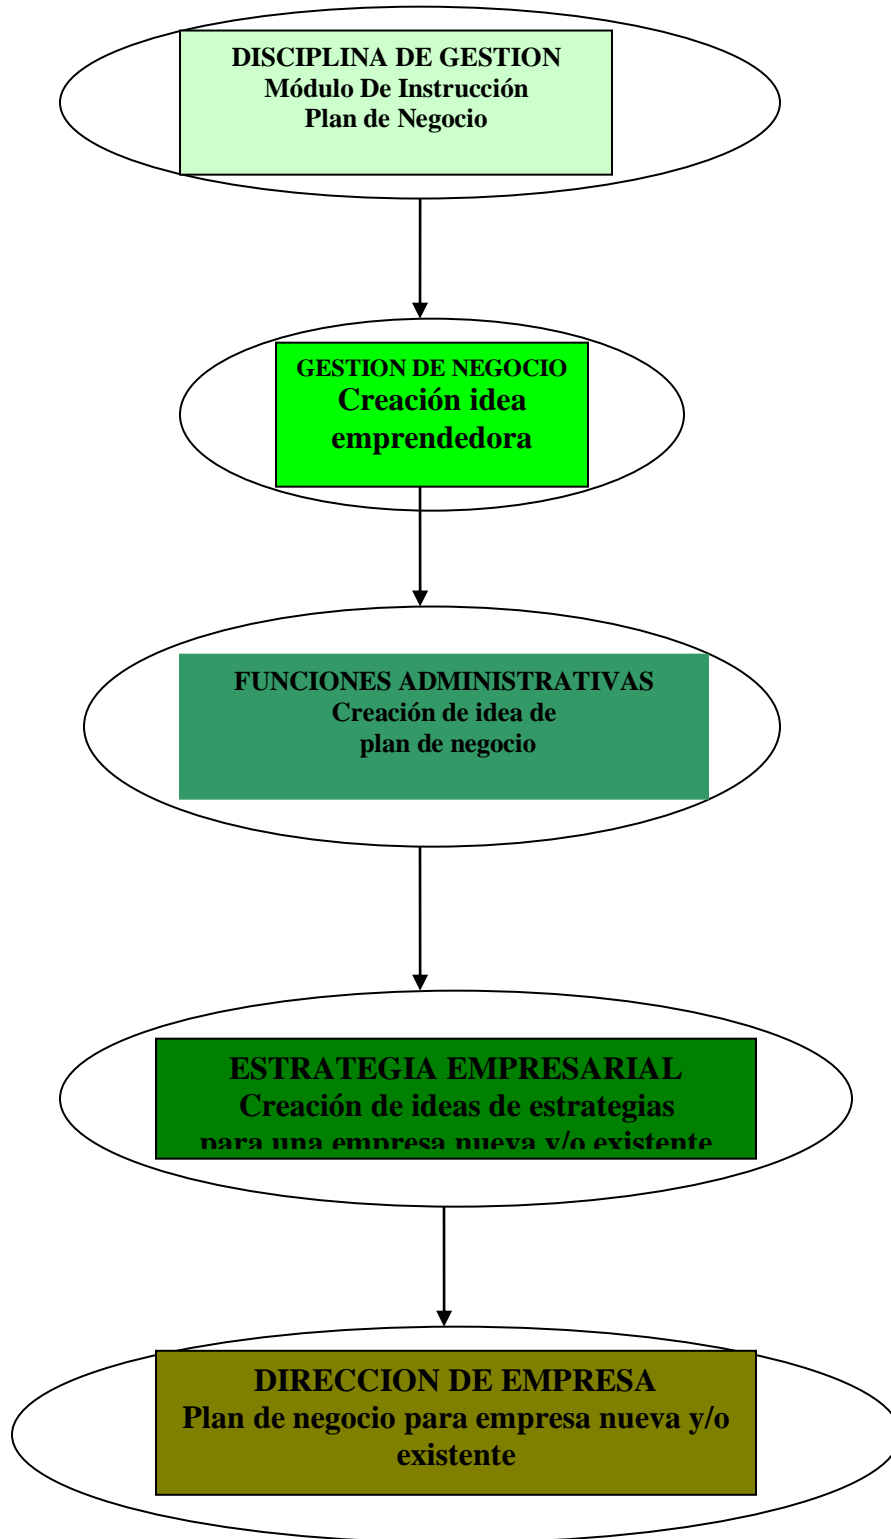 DISCIPLINA DE GESTION
Módulo De Instrucción
Plan de Negocio
GESTION DE NEGOCIO
Creación idea
emprendedora
FUNCIONES ADMINISTRATIVAS
Creación de idea de
plan de negocio
ESTRATEGIA EMPRESARIAL
Creación de ideas de estrategias
para una empresa nueva y/o existente
DIRECCION DE EMPRESA
Plan de negocio para empresa nueva y/o
existente